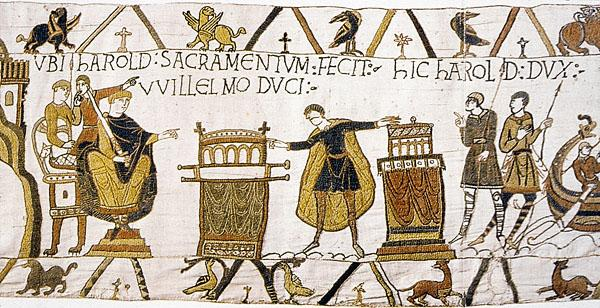 VBI hAROLD : SACRAMENTVM : FECIT :- hIC hAROLD : DVX :
VVILLELMO DVCI :-